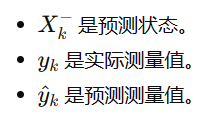 • $X_k^-$ 是预测状态。
• $y_k$ 是实际测量值。
• $\hat{y}_k$ 是预测测量值。